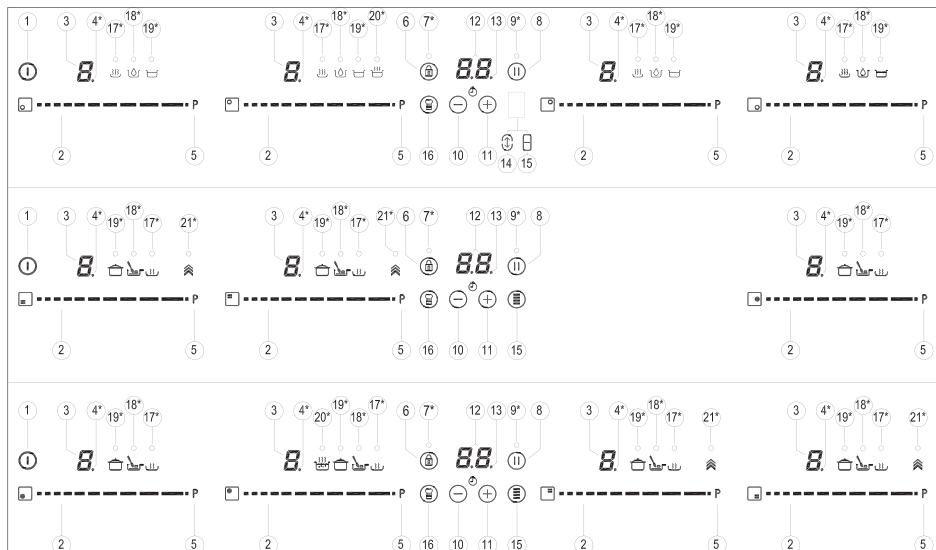 18* 18* 20* 18* 18*
1 3 4* 17* 19* 3 4* 17* 19* 6 7* 12 13 9* 8 3 4* 17* 19* 3 4* 17* 19*
8. 8. 8.8. 8. 8.
P P P P
14 15
2 5 2 5 16 10 11 2 5 2 5
18* 18* 18*
1 3 4* 19* 17* 21* 3 4* 19* 17* 21* 6 7* 12 13 9* 8 3 4* 19* 17*
8. 8. 8.8. 8.
P P P
2 5 2 5 16 10 11 15 2 5
18* 19* 17* 18* 18*
1 3 4* 19* 17* 3 4* 20* 18* 6 7* 12 13 9* 8 3 4* 19* 17* 21* 3 4* 19* 17* 21*
8. 8. 8.8. 8. 8.
P P P P
2 5 2 5 16 10 11 15 2 5 2 5